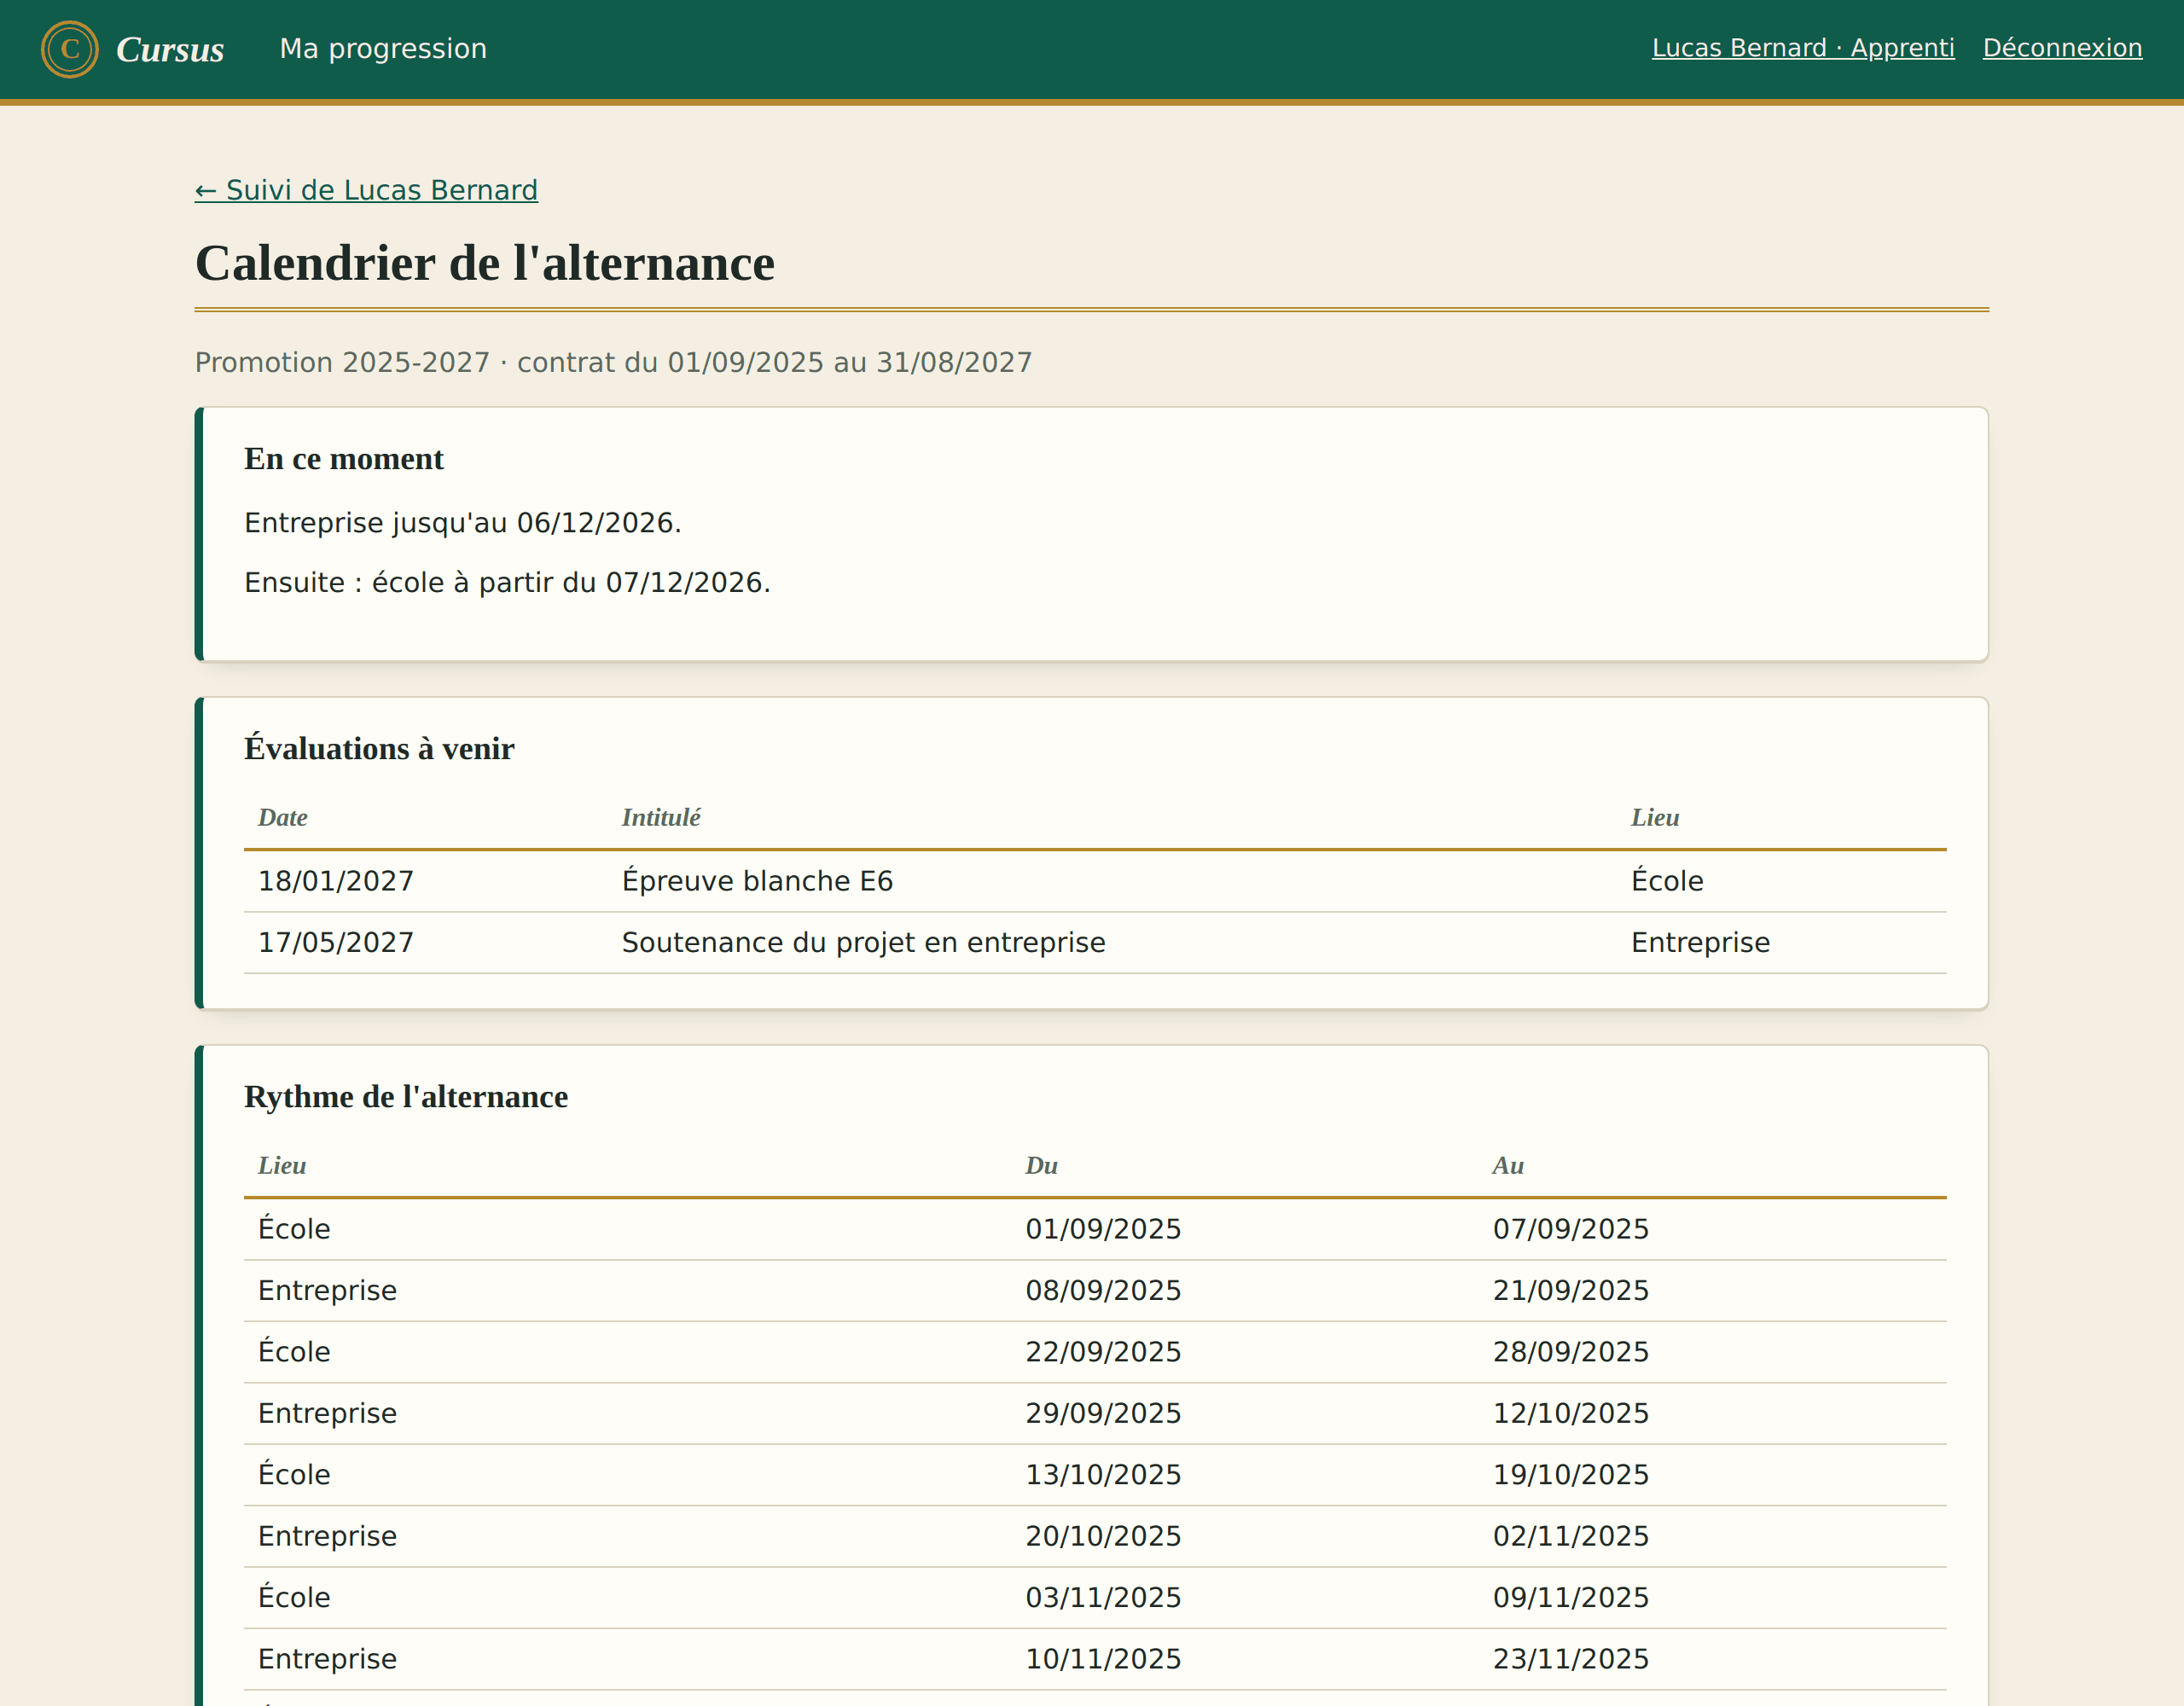 C Cursus Ma progression Lucas Bernard · Apprenti Déconnexion
← Suivi de Lucas Bernard
Calendrier de l'alternance
Promotion 2025-2027 · contrat du 01/09/2025 au 31/08/2027
En ce moment
Entreprise jusqu'au 06/12/2026.
Ensuite : école à partir du 07/12/2026.
Évaluations à venir
Date Intitulé Lieu
18/01/2027 Épreuve blanche E6 École
17/05/2027 Soutenance du projet en entreprise Entreprise
Rythme de l'alternance
Lieu Du Au
École 01/09/2025 07/09/2025
Entreprise 08/09/2025 21/09/2025
École 22/09/2025 28/09/2025
Entreprise 29/09/2025 12/10/2025
École 13/10/2025 19/10/2025
Entreprise 20/10/2025 02/11/2025
École 03/11/2025 09/11/2025
Entreprise 10/11/2025 23/11/2025